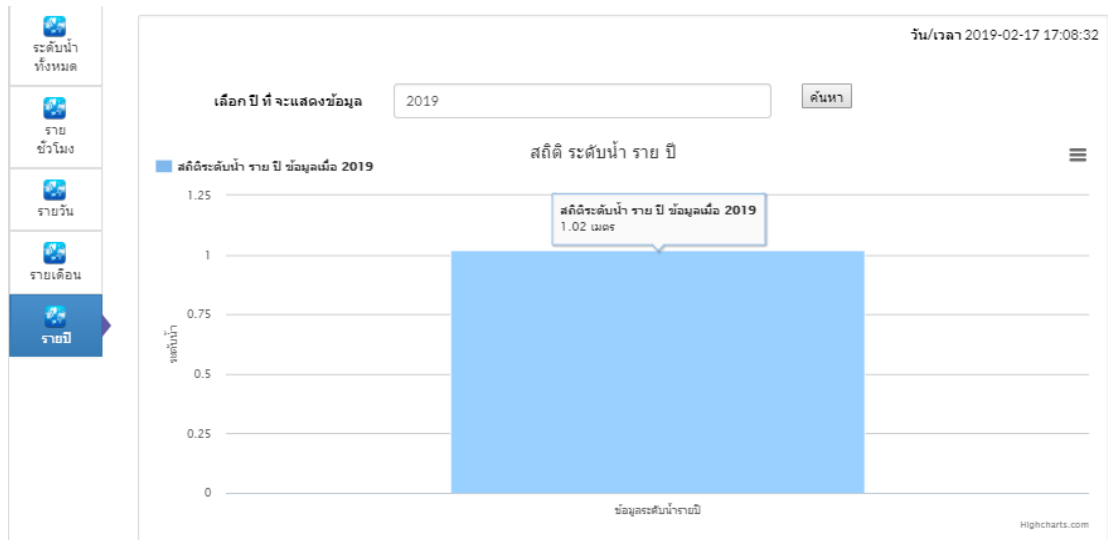 ระดับน้ำ
ทั้งหมด
ราย
ชั่วโมง
รายวัน
รายเดือน
รายปี
วัน/เวลา 2019-02-17 17:08:32
เลือก ปี ที่ จะแสดงข้อมูล 2019 ค้นหา
สถิติ ระดับน้ำ ราย ปี
สถิติระดับน้ำ ราย ปี ข้อมูลเมื่อ 2019
สถิติระดับน้ำ ราย ปี ข้อมูลเมื่อ 2019
1.02 เมตร
1.25
1
0.75
0.5
0.25
0
ระดับน้ำ
ข้อมูลระดับน้ำรายปี
Highcharts.com